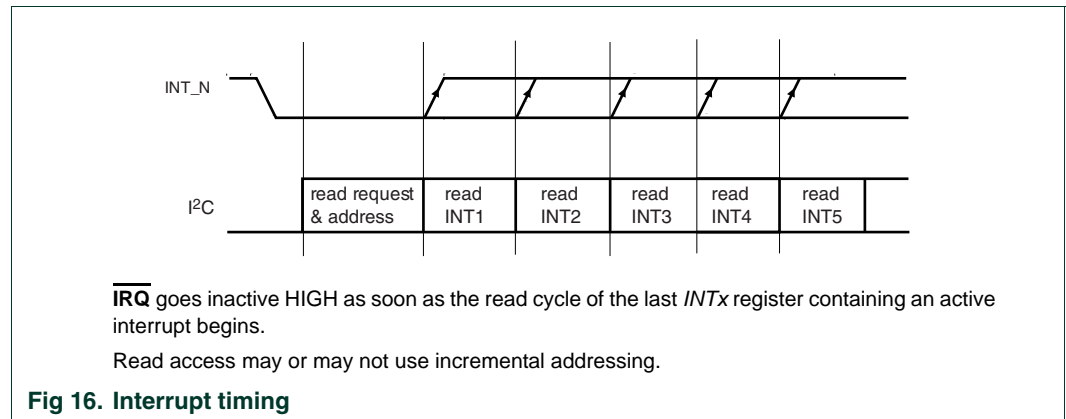 INT_N
I2C
read request
& address
read
INT1
read
INT2
read
INT3
read
INT4
read
INT5
IRQ goes inactive HIGH as soon as the read cycle of the last INTx register containing an active
interrupt begins.
Read access may or may not use incremental addressing.
Fig 16. Interrupt timing